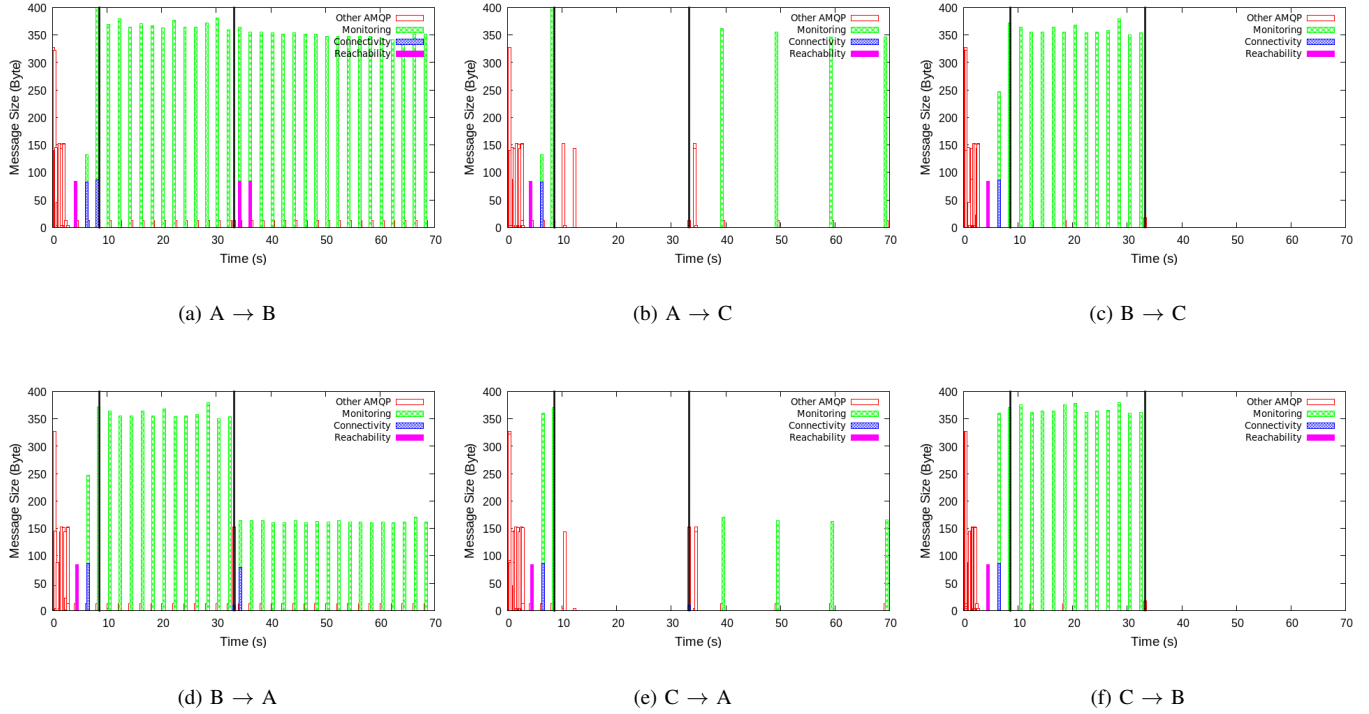 400
350
300
250
200
150
100
50
0
Message Size (Byte)
0 10 20 30 40 50 60 70
Time (s)
Other AMQP
Monitoring
Connectivity
Reachability
(a) A → B
400
350
300
250
200
150
100
50
0
Message Size (Byte)
0 10 20 30 40 50 60 70
Time (s)
Other AMQP
Monitoring
Connectivity
Reachability
(b) A → C
400
350
300
250
200
150
100
50
0
Message Size (Byte)
0 10 20 30 40 50 60 70
Time (s)
Other AMQP
Monitoring
Connectivity
Reachability
(c) B → C
400
350
300
250
200
150
100
50
0
Message Size (Byte)
0 10 20 30 40 50 60 70
Time (s)
Other AMQP
Monitoring
Connectivity
Reachability
(d) B → A
400
350
300
250
200
150
100
50
0
Message Size (Byte)
0 10 20 30 40 50 60 70
Time (s)
Other AMQP
Monitoring
Connectivity
Reachability
(e) C → A
400
350
300
250
200
150
100
50
0
Message Size (Byte)
0 10 20 30 40 50 60 70
Time (s)
Other AMQP
Monitoring
Connectivity
Reachability
(f) C → B